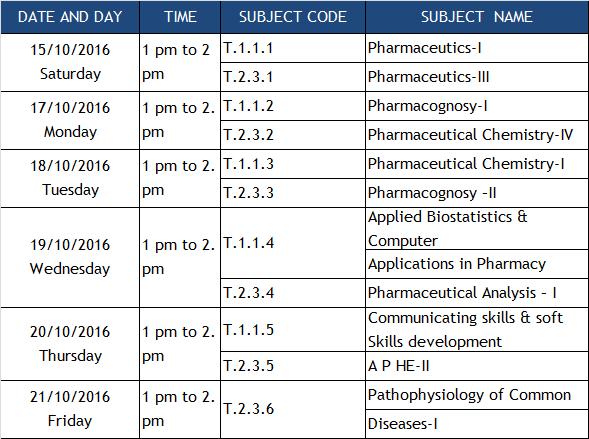 DATE AND DAY TIME SUBJECT CODE SUBJECT NAME
15/10/2016
Saturday
1 pm to 2
pm
T.1.1.1 Pharmaceutics-I
T.2.3.1 Pharmaceutics-III
17/10/2016
Monday
1 pm to 2.
pm
T.1.1.2 Pharmacognosy-I
T.2.3.2 Pharmaceutical Chemistry-IV
18/10/2016
Tuesday
1 pm to 2.
pm
T.1.1.3 Pharmaceutical Chemistry-I
T.2.3.3 Pharmacognosy -II
19/10/2016
Wednesday
1 pm to 2.
pm
T.1.1.4
Applied Biostatistics &
Computer
Applications in Pharmacy
T.2.3.4 Pharmaceutical Analysis - I
20/10/2016
Thursday
1 pm to 2.
pm
T.1.1.5
Communicating skills & soft
Skills development
T.2.3.5 A P HE-II
21/10/2016
Friday
1 pm to 2.
pm
T.2.3.6
Pathophysiology of Common
Diseases-I